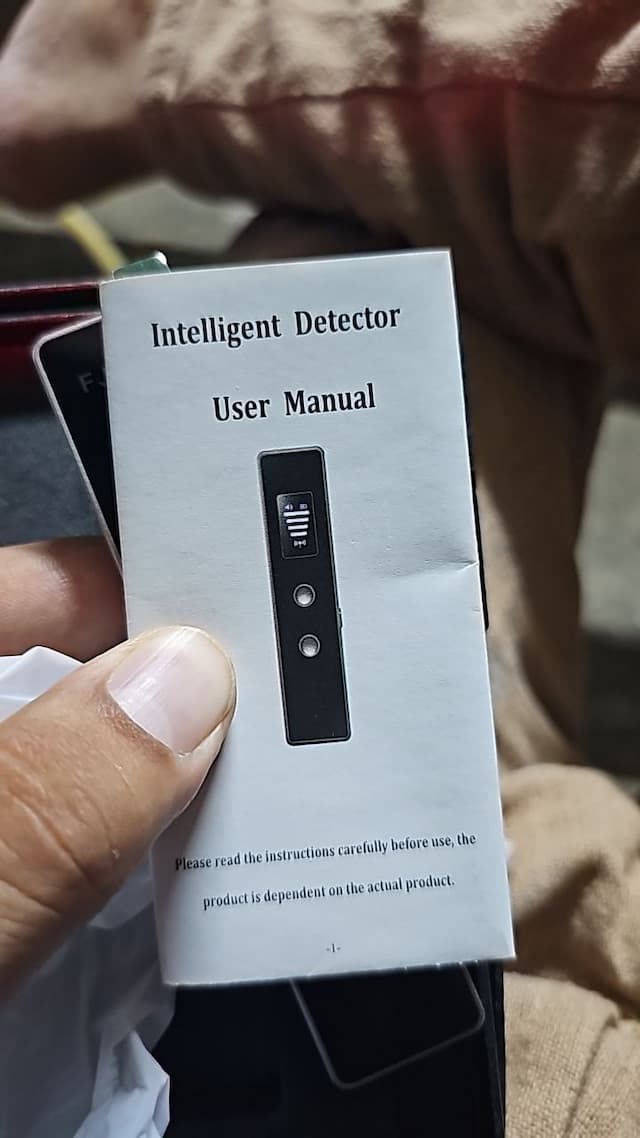 Intelligent Detector
User Manual
Please read the instructions carefully before use, the
product is dependent on the actual product.
-1-